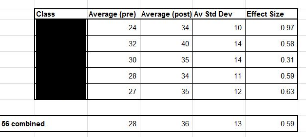 Class Average (pre) Average (post) Av Std Dev Effect Size
24 34 10 0.97
32 40 14 0.58
30 35 14 0.31
28 34 11 0.59
27 35 12 0.63
56 combined 28 36 13 0.59